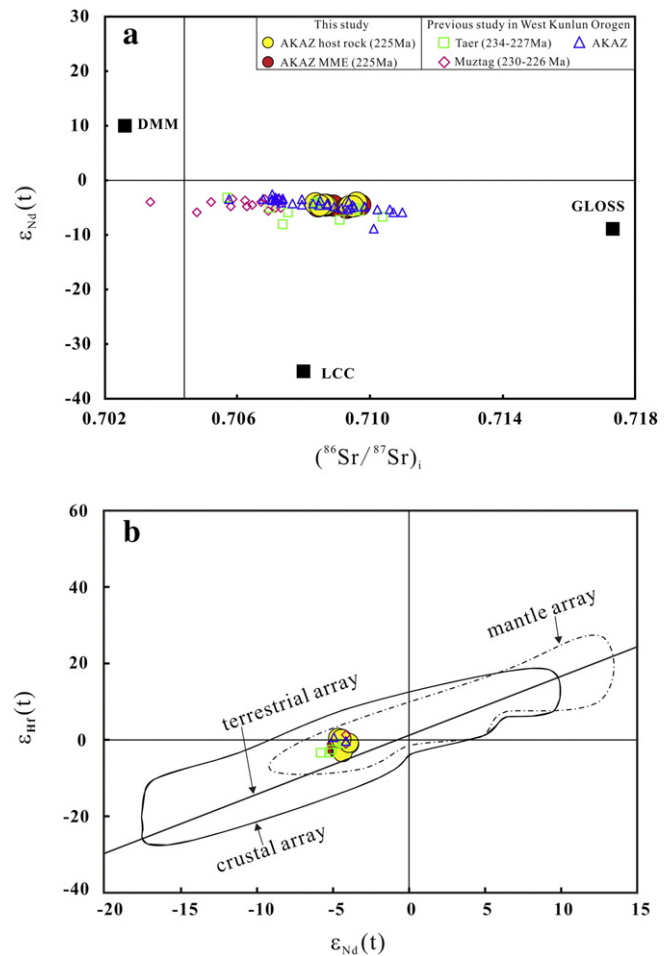 a
This study
Previous study in West Kunlun Orogen
AKAZ host rock (225Ma)
Taer (234-227Ma)
AKAZ
AKAZ MME (225Ma)
Muztag (230-226 Ma)
30
20
10
0
-10
-20
-30
-40
εNd(t)
DMM
GLOSS
LCC
0.702
0.706
0.710
0.714
0.718
(86Sr/87Sr)i
b
60
40
20
0
-20
-40
εHf(t)
mantle array
terrestrial array
crustal array
-20
-15
-10
-5
0
5
10
15
εNd(t)